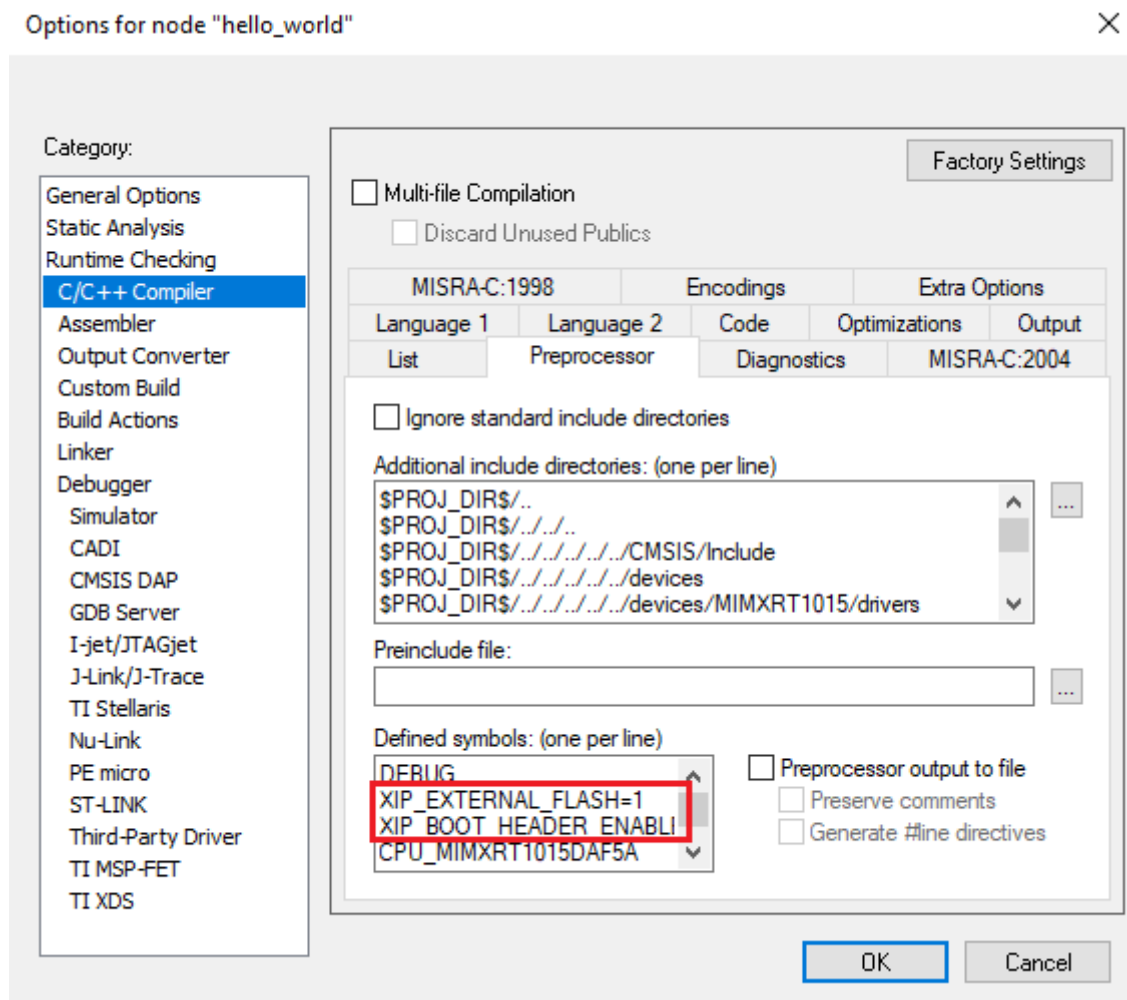 Options for node "hello_world"
Category:
General Options
Static Analysis
Runtime Checking
C/C++ Compiler
Assembler
Output Converter
Custom Build
Build Actions
Linker
Debugger
Simulator
CADI
CMSIS DAP
GDB Server
I-jet/JTAGjet
J-Link/J-Trace
TI Stellaris
Nu-Link
PE micro
ST-LINK
Third-Party Driver
TI MSP-FET
TI XDS
Factory Settings
Multi-file Compilation
Discard Unused Publics
MISRA-C:1998 Encodings Extra Options
Language 1 Language 2 Code Optimizations Output
List Preprocessor Diagnostics MISRA-C:2004
Ignore standard include directories
Additional include directories: (one per line)
$PROJ_DIR$/..
$PROJ_DIR$/../../..
$PROJ_DIR$/../../../../../CMSIS/Include
$PROJ_DIR$/../../../../../devices
$PROJ_DIR$/../../../../../devices/MIMXRT1015/drivers
...
Preinclude file:
...
Defined symbols: (one per line)
DEBUG
XIP_EXTERNAL_FLASH=1
XIP_BOOT_HEADER_ENABL
CPU_MIMXRT1015DAF5A
Preprocessor output to file
Preserve comments
Generate #line directives
OK Cancel